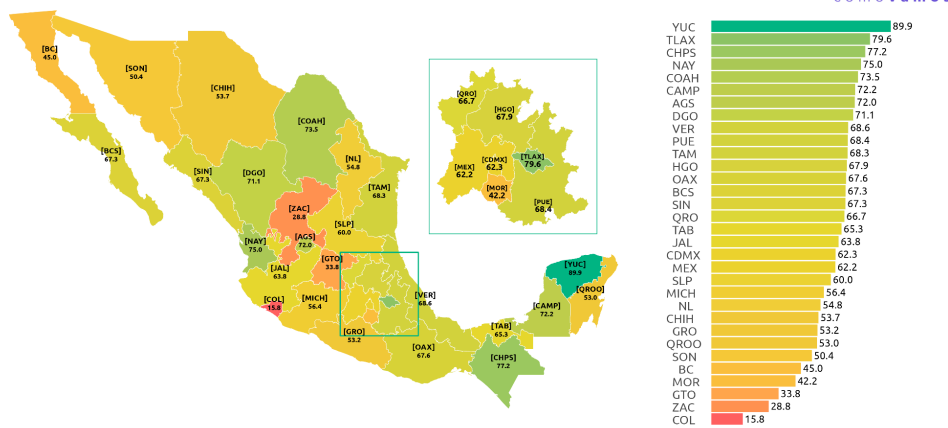 [BC]
45.0
[SON]
50.4
[CHIH]
53.7
[COAH]
73.5
[BCS]
67.3
[SIN]
67.3
[DGO]
71.1
[NL]
54.8
[TAM]
68.3
[ZAC]
28.8
[SLP]
60.0
[NAY]
75.0
[AGS]
72.0
[JAL]
63.8
[GTO]
33.8
[COL]
15.8
[MICH]
56.4
[GRO]
53.2
[VER]
68.6
[OAX]
67.6
[TAB]
65.3
[CHPS]
77.2
[CAMP]
72.2
[YUC]
89.9
[QROO]
53.0
[QRO]
66.7
[HGO]
67.9
[MEX]
62.2
[CDMX]
62.3
[TLAX]
79.6
[MOR]
42.2
[PUE]
68.4
YUC 89.9
TLAX 79.6
CHPS 77.2
NAY 75.0
COAH 73.5
CAMP 72.2
AGS 72.0
DGO 71.1
VER 68.6
PUE 68.4
TAM 68.3
HGO 67.9
OAX 67.6
BCS 67.3
SIN 67.3
QRO 66.7
TAB 65.3
JAL 63.8
CDMX 62.3
MEX 62.2
SLP 60.0
MICH 56.4
NL 54.8
CHIH 53.7
GRO 53.2
QROO 53.0
SON 50.4
BC 45.0
MOR 42.2
GTO 33.8
ZAC 28.8
COL 15.8